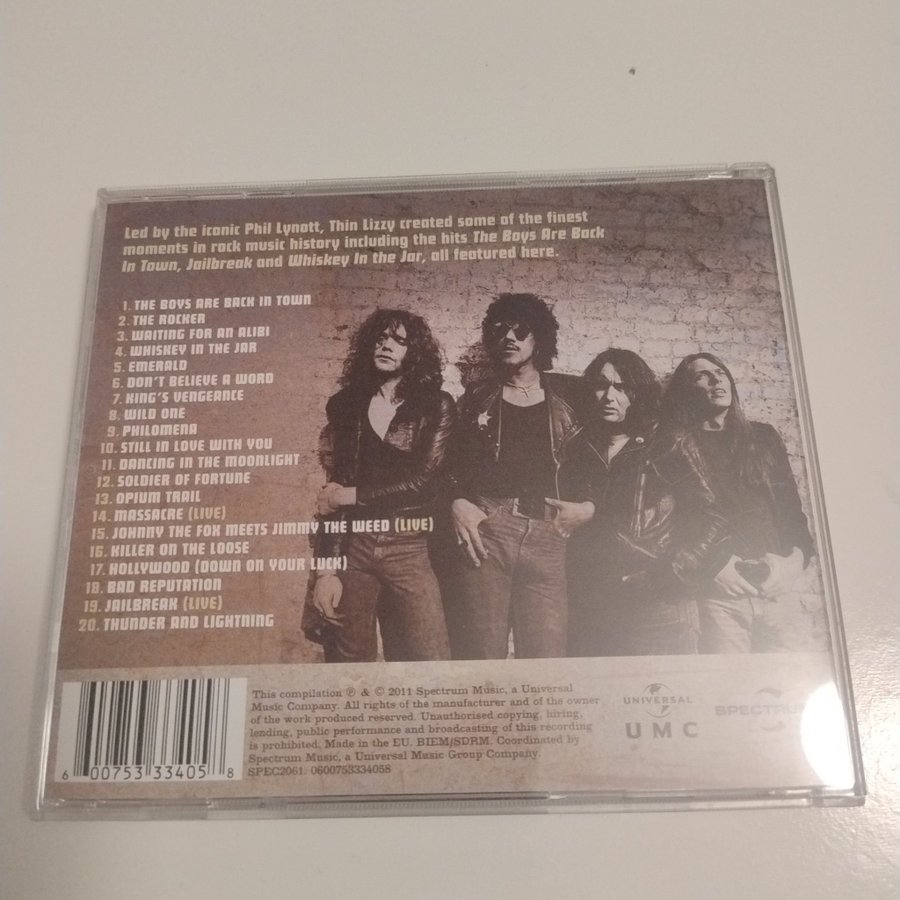 Led by the iconic Phil Lynott, Thin Lizzy created some of the finest
moments in rock music history including the hits The Boys Are Back
In Town, Jailbreak and Whiskey In the Jar, all featured here.
1. THE BOYS ARE BACK IN TOWN
2. THE ROCKER
3. WAITING FOR AN ALIBI
4. WHISKEY IN THE JAR
5. EMERALD
6. DON'T BELIEVE A WORD
7. KING'S VENGEANCE
8. WILD ONE
9. PHILOMENA
10. STILL IN LOVE WITH YOU
11. DANCING IN THE MOONLIGHT
12. SOLDIER OF FORTUNE
13. OPIUM TRAIL
14. MASSACRE (LIVE)
15. JOHNNY THE FOX MEETS JIMMY THE WEED (LIVE)
16. KILLER ON THE LOOSE
17. HOLLYWOOD (DOWN ON YOUR LUCK)
18. BAD REPUTATION
19. JAILBREAK (LIVE)
20. THUNDER AND LIGHTNING
This compilation ℗ & © 2011 Spectrum Music, a Universal
Music Company. All rights of the manufacturer and of the owner
of the work produced reserved. Unauthorised copying, hiring,
lending, public performance and broadcasting of this recording
is prohibited. Made in the EU. BIEM/SDRM. Coordinated by
Spectrum Music, a Universal Music Group Company.
SPEC2061. 0600753334058
6 00753 33405 8
UNIVERSAL
UMC
SPECTRUM